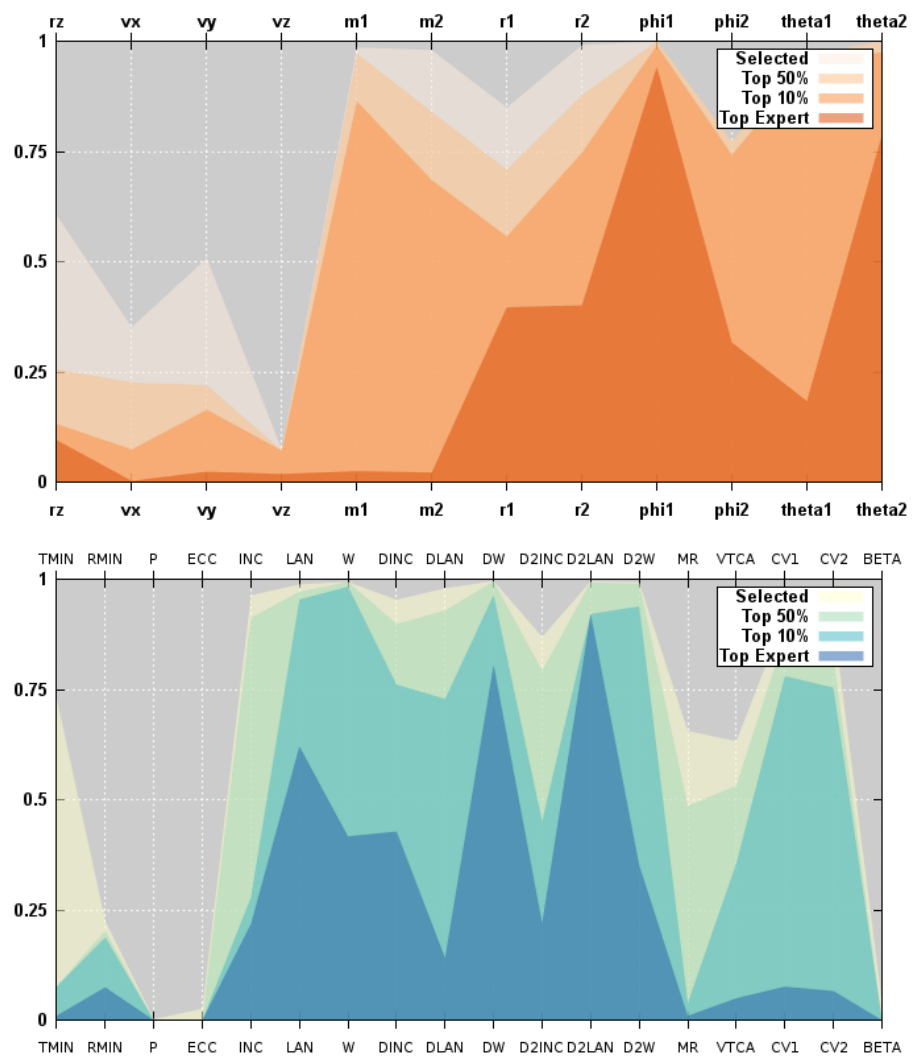 rz vx vy vz m1 m2 r1 r2 phi1 phi2 theta1 theta2
1
Selected
Top 50%
Top 10%
Top Expert
0.75
0.5
0.25
0
rz vx vy vz m1 m2 r1 r2 phi1 phi2 theta1 theta2
TMIN RMIN P ECC INC LAN W DINC DLAN DW D2INC D2LAN D2W MR VTCA CV1 CV2 BETA
1
Selected
Top 50%
Top 10%
Top Expert
0.75
0.5
0.25
0
TMIN RMIN P ECC INC LAN W DINC DLAN DW D2INC D2LAN D2W MR VTCA CV1 CV2 BETA